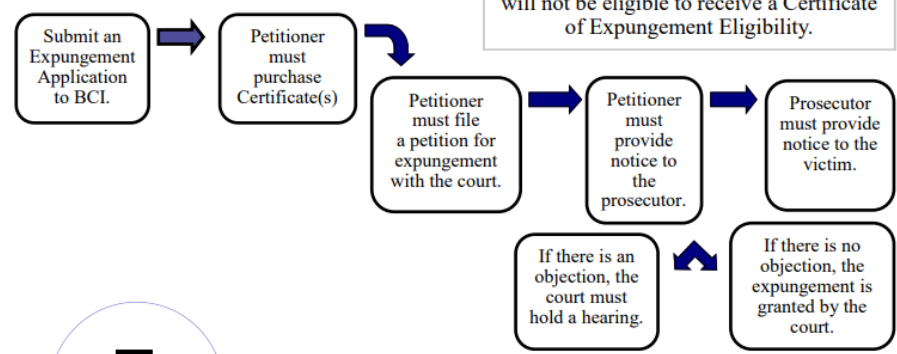 will not be eligible to receive a Certificate
of Expungement Eligibility.
Submit an
Expungement
Application
to BCI.
Petitioner
must
purchase
Certificate(s)
Petitioner
must file
a petition for
expungement
with the court.
Petitioner
must
provide
notice to
the
prosecutor.
Prosecutor
must provide
notice to the
victim.
If there is an
objection, the
court must
hold a hearing.
If there is no
objection, the
expungement is
granted by the
court.